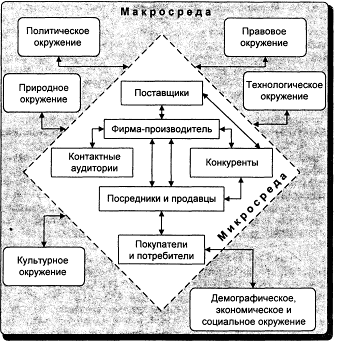 Макросреда
Политическое
окружение
Правовое
окружение
Природное
окружение
Технологическое
окружение
Поставщики
Фирма-производитель
Контактные
аудитории
Конкуренты
Посредники и продавцы
Микросреда
Покупатели
и потребители
Культурное
окружение
Демографическое,
экономическое и
социальное окружение